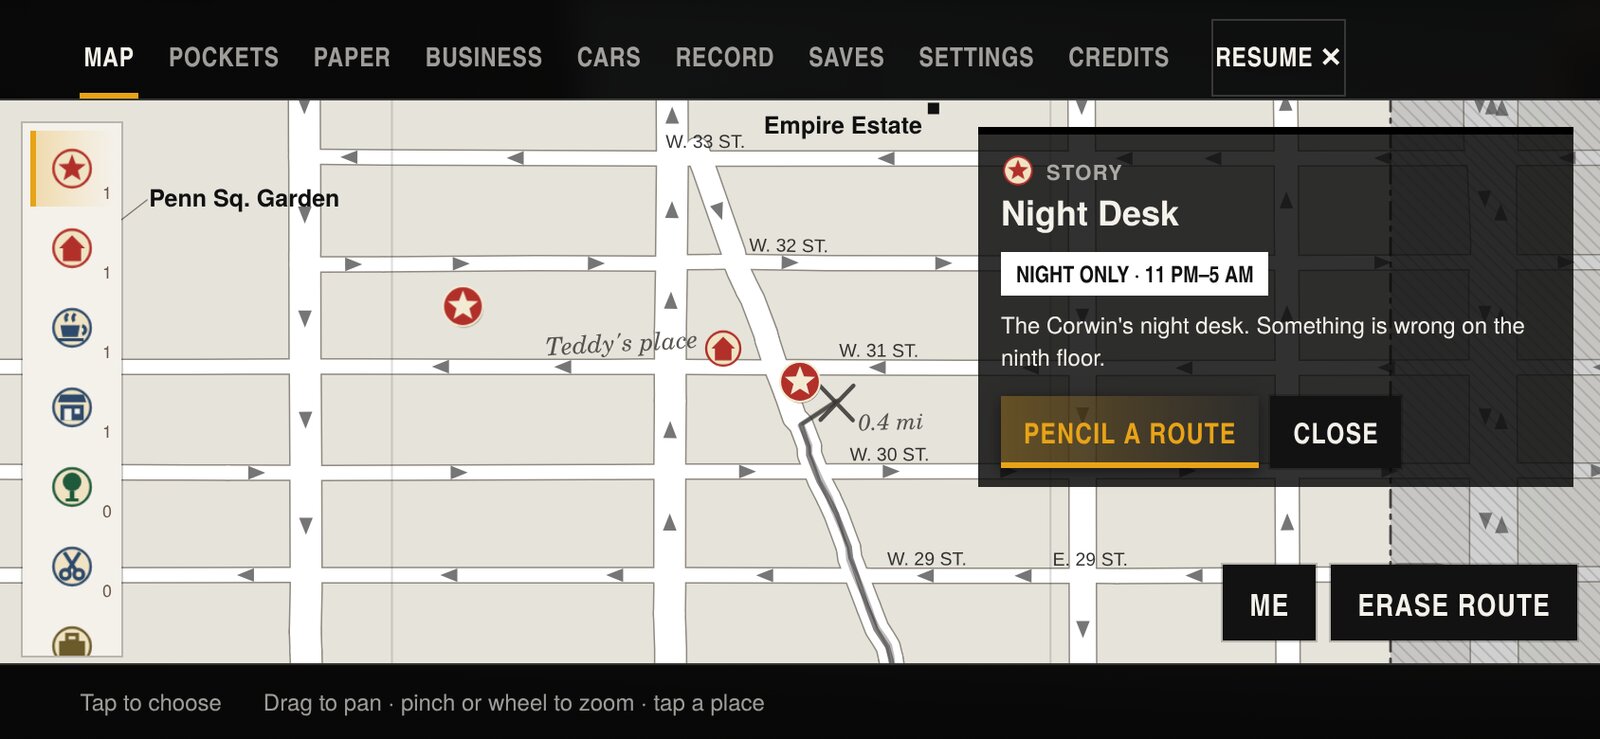 MAP POCKETS PAPER BUSINESS CARS RECORD SAVES SETTINGS CREDITS RESUME ✕
Empire Estate
W. 33 ST.
1
Penn Sq. Garden
STORY
Night Desk
NIGHT ONLY · 11 PM–5 AM
The Corwin's night desk. Something is wrong on the
ninth floor.
PENCIL A ROUTE
CLOSE
W. 32 ST.
1
Teddy's place
W. 31 ST.
1
0.4 mi
1
W. 30 ST.
0
W. 29 ST.
E. 29 ST.
0
ME
ERASE ROUTE
Tap to choose Drag to pan · pinch or wheel to zoom · tap a place